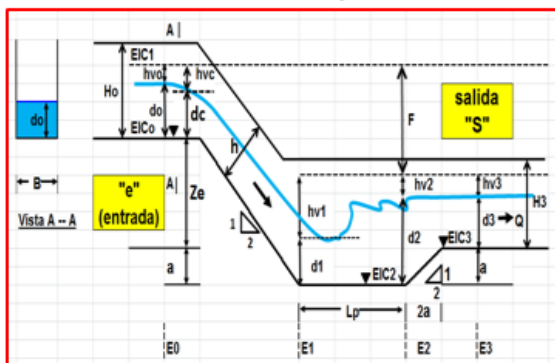 A|
EIC1
hvo
hvc
Ho
do
dc
do
EICo
h
F
salida
"S"
B
"e"
(entrada)
A|
Ze
Vista A -- A
1
2
hv1
hv2
hv3
H3
d1
d2
d3
Q
EIC3
EIC2
a
a
1
2
Lp
2a
E0
E1
E2
E3